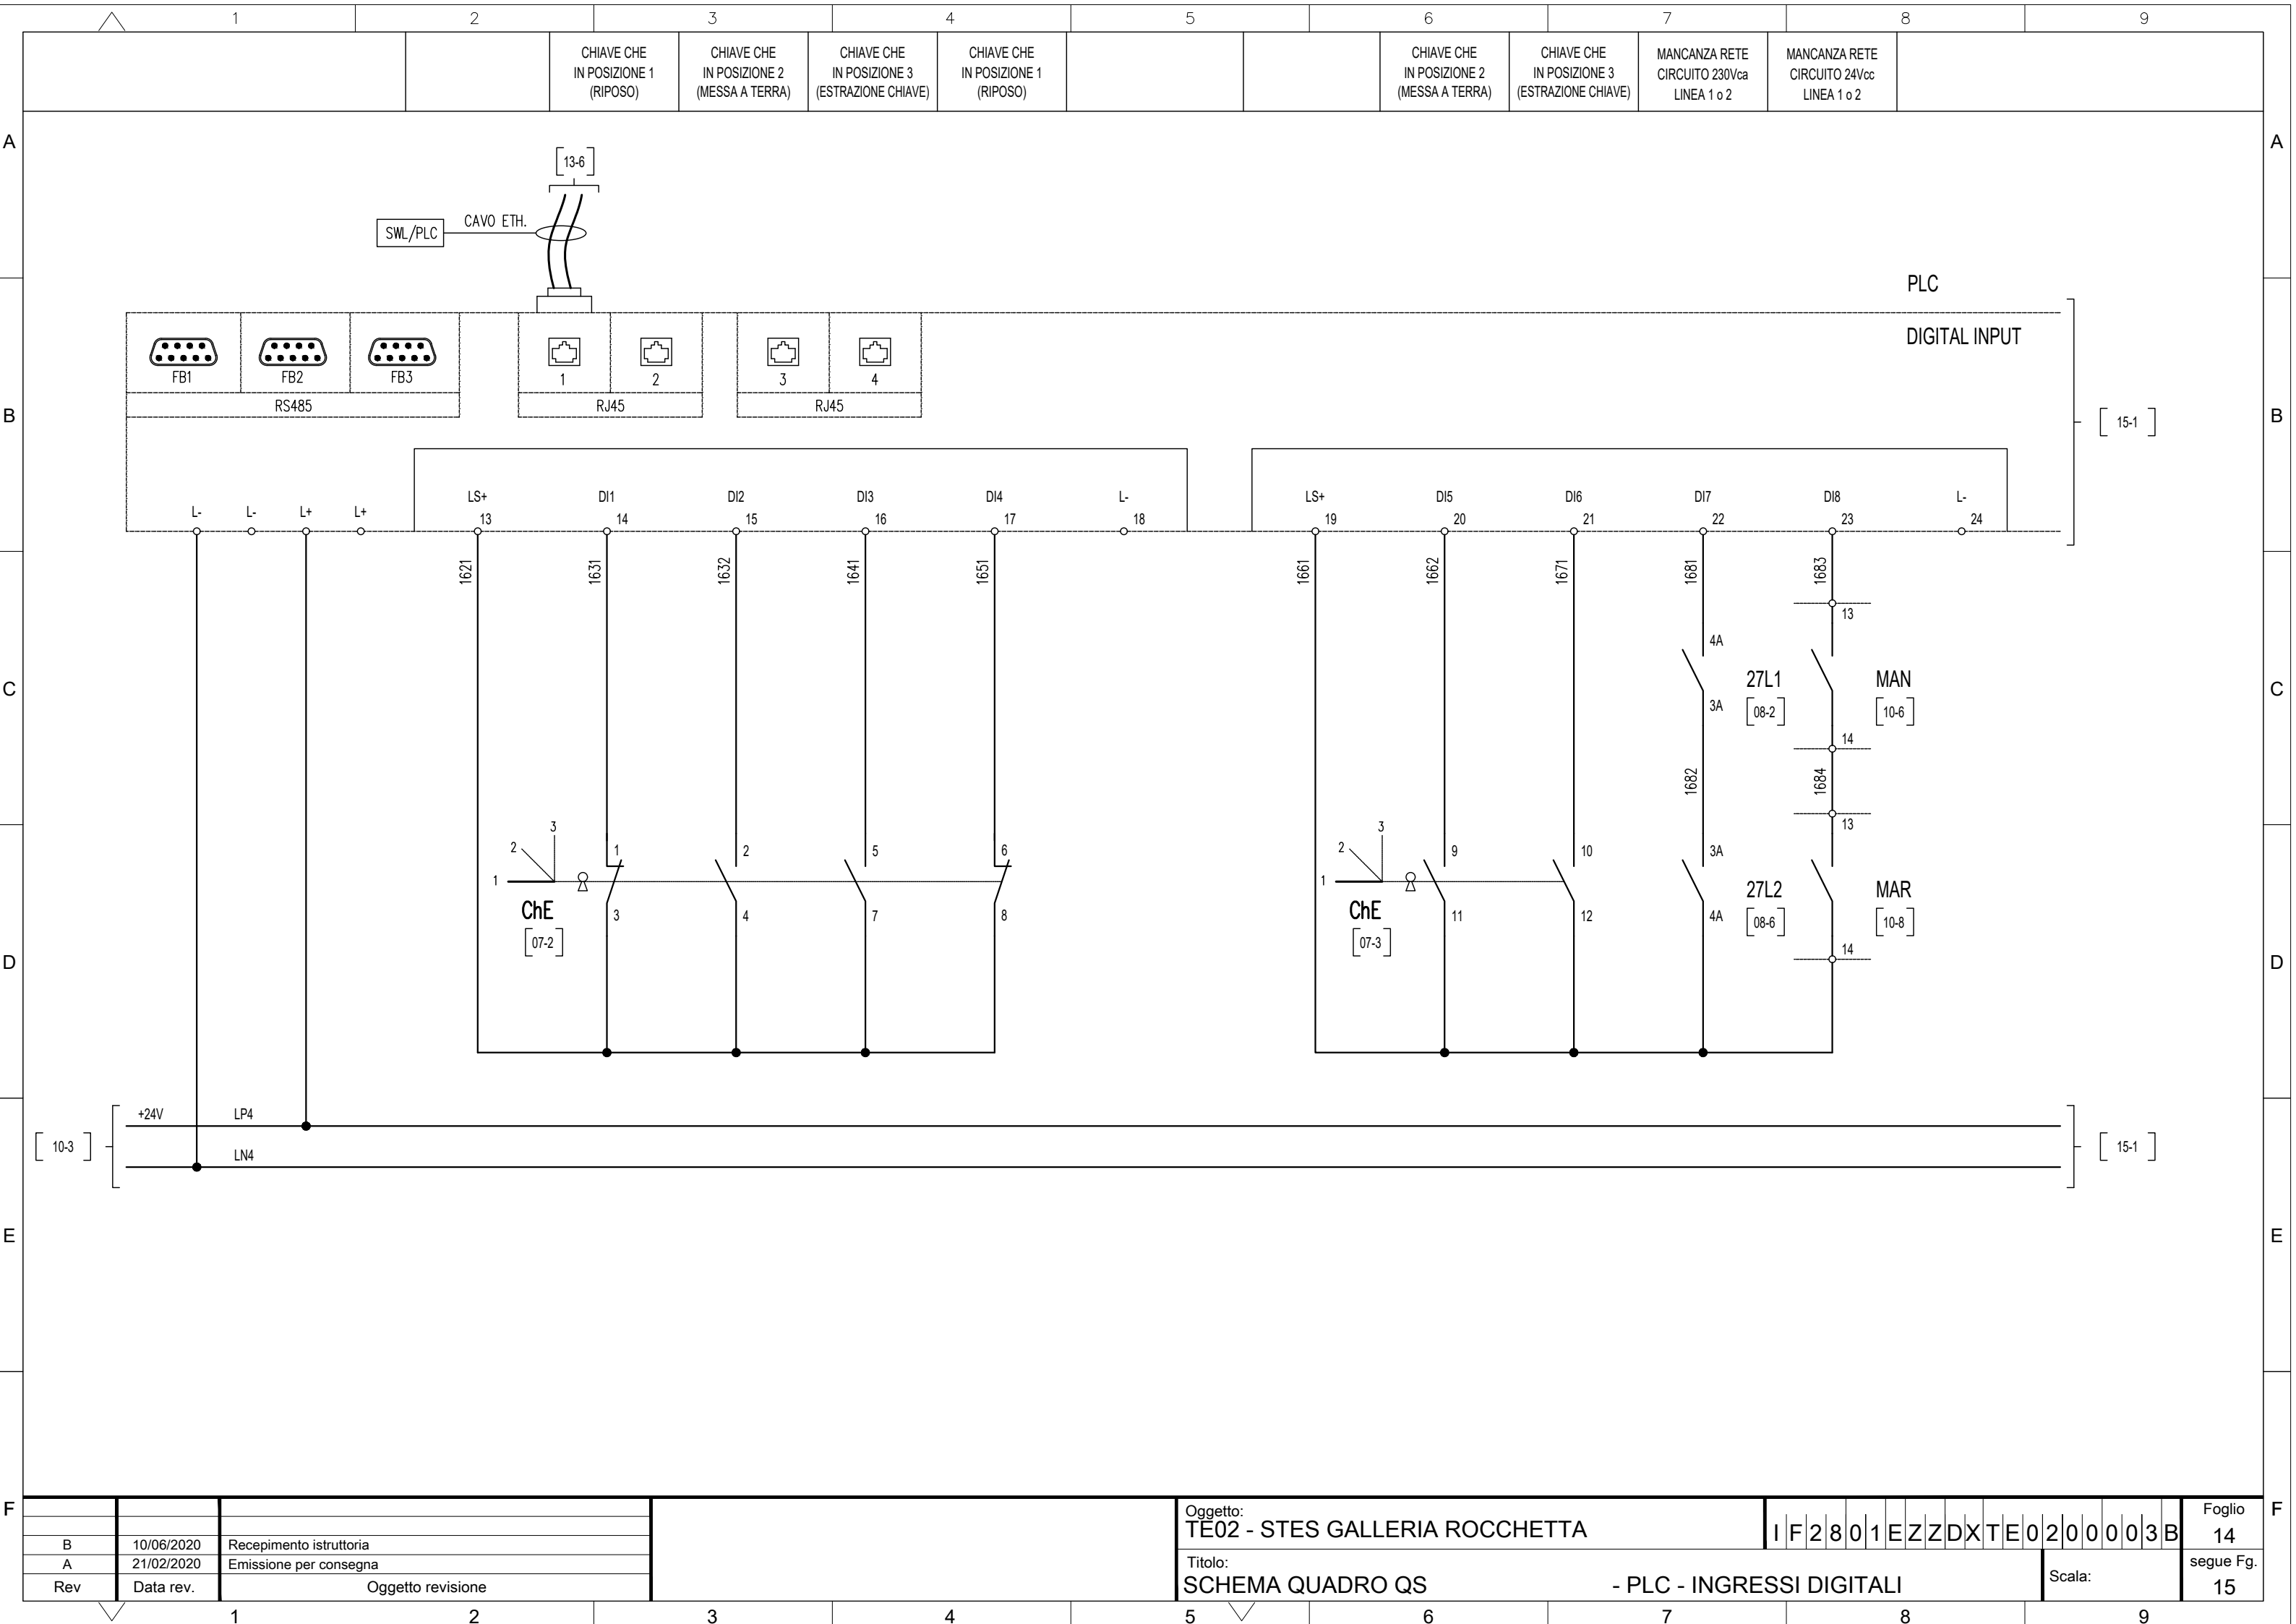 1 2 3 4 5 6 7 8 9
CHIAVE CHE
IN POSIZIONE 1
(RIPOSO)
CHIAVE CHE
IN POSIZIONE 2
(MESSA A TERRA)
CHIAVE CHE
IN POSIZIONE 3
(ESTRAZIONE CHIAVE)
CHIAVE CHE
IN POSIZIONE 1
(RIPOSO)
CHIAVE CHE
IN POSIZIONE 2
(MESSA A TERRA)
CHIAVE CHE
IN POSIZIONE 3
(ESTRAZIONE CHIAVE)
MANCANZA RETE
CIRCUITO 230Vca
LINEA 1 o 2
MANCANZA RETE
CIRCUITO 24Vcc
LINEA 1 o 2
A A
13-6
SWL/PLC CAVO ETH.
PLC
DIGITAL INPUT
FB1 FB2 FB3 1 2 3 4
RS485 RJ45 RJ45
B B
15-1
L- L- L+ L+
LS+ DI1 DI2 DI3 DI4 L- LS+ DI5 DI6 DI7 DI8 L-
13 14 15 16 17 18 19 20 21 22 23 24
1621 1631 1632 1641 1651 1661 1662 1671 1681 1683
13
4A
C C
27L1 MAN
3A 08-2 10-6
14
1682 1684
13
3 3
2 1 2 5 6 2 9 10 3A
1 1
27L2 MAR
ChE ChE
3 4 7 8 11 12 4A 08-6 10-8
07-2 07-3
14
D D
+24V LP4
10-3 15-1
LN4
E E
F F
B 10/06/2020 Recepimento istruttoria
A 21/02/2020 Emissione per consegna
Rev Data rev. Oggetto revisione
Oggetto:
TE02 - STES GALLERIA ROCCHETTA
IF2801EZZDXTE0200003B
Foglio
14
Titolo:
SCHEMA QUADRO QS - PLC - INGRESSI DIGITALI
Scala:
segue Fg.
15
1 2 3 4 5 6 7 8 9